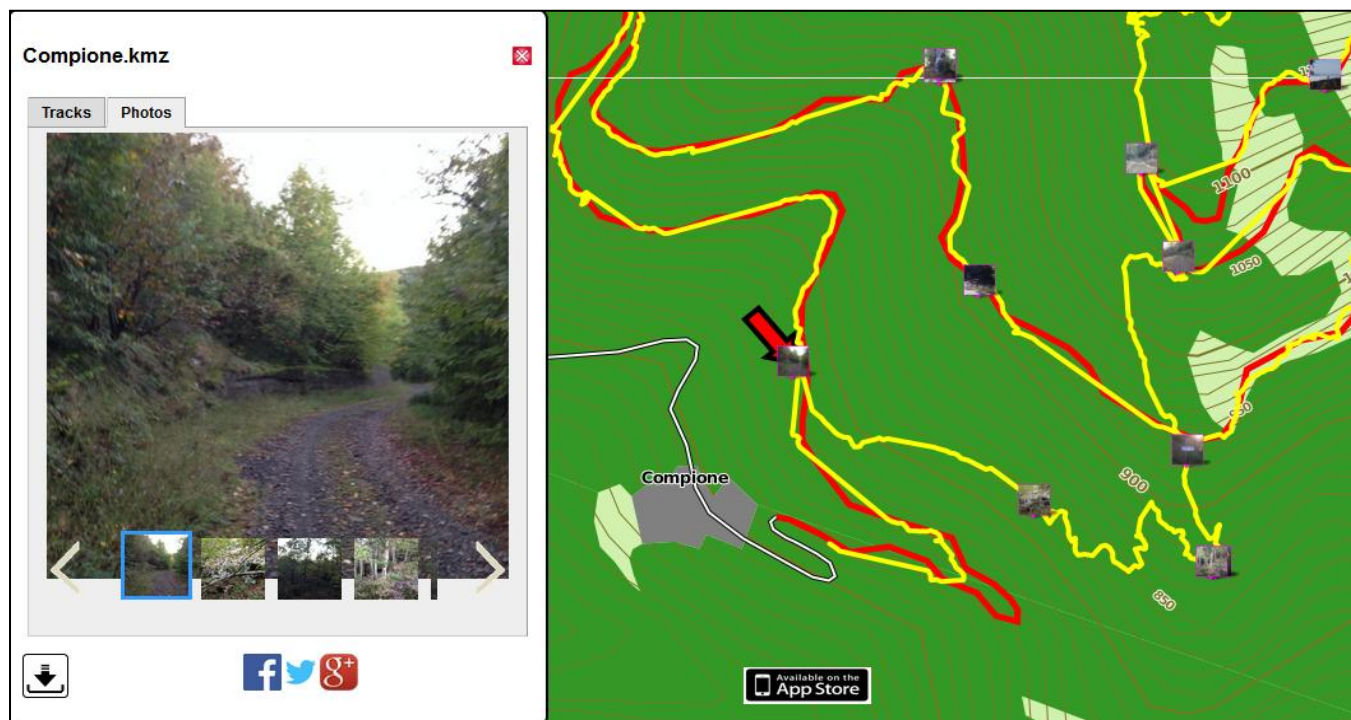 Compione.kmz
Tracks
Photos
1100
1050
Compione
900
850
Available on the
App Store
f
g+